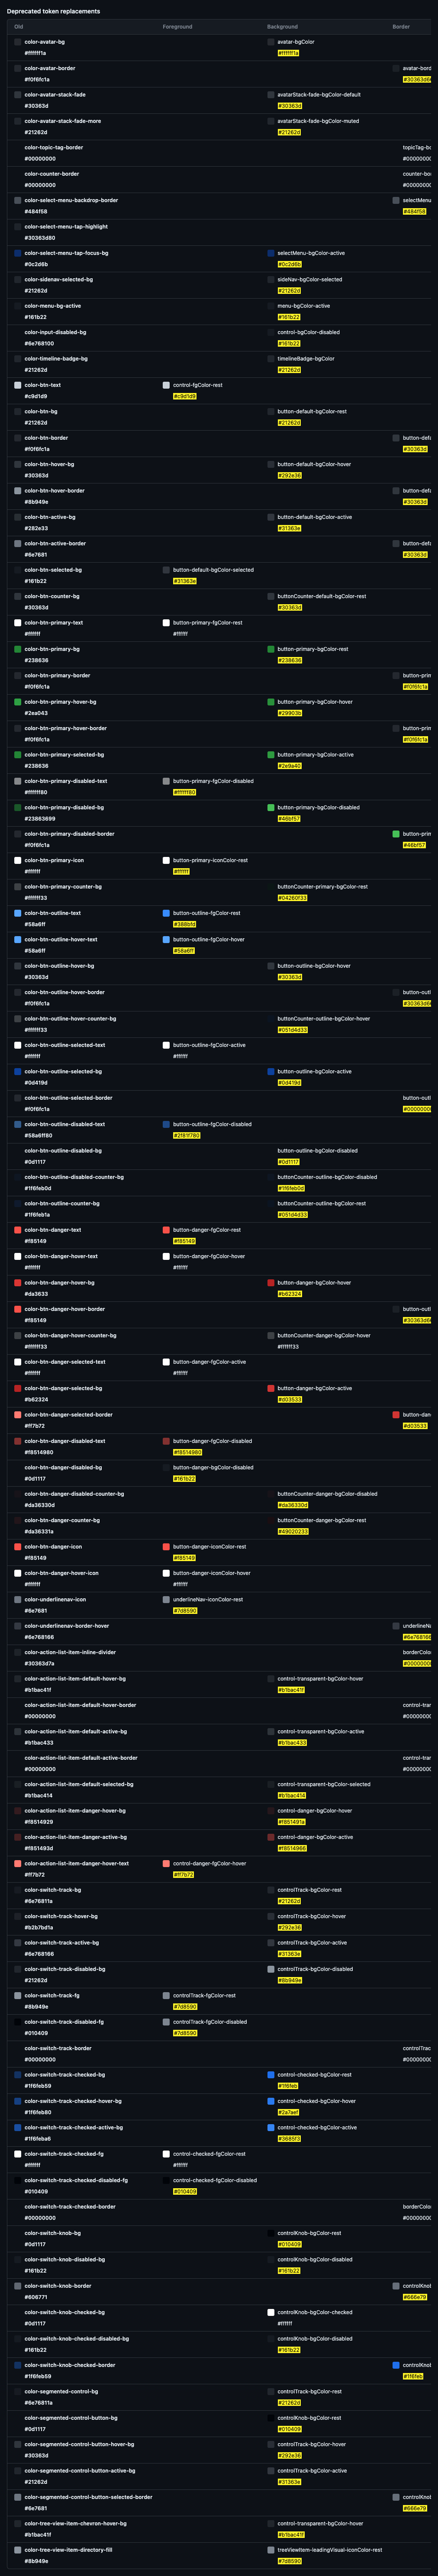 Deprecated token replacements
Old Foreground Background Border
color-avatar-bg avatar-bgColor
#ffffff1a #ffffff1a
color-avatar-border avatar-bord
#f0f6fc1a #30363d6
color-avatar-stack-fade avatarStack-fade-bgColor-default
#30363d #30363d
color-avatar-stack-fade-more avatarStack-fade-bgColor-muted
#21262d #21262d
color-topic-tag-border topicTag-bo
#00000000 #0000000
color-counter-border counter-bor
#00000000 #0000000
color-select-menu-backdrop-border selectMenu
#484f58 #484f58
color-select-menu-tap-highlight
#30363d80
color-select-menu-tap-focus-bg selectMenu-bgColor-active
#0c2d6b #0c2d6b
color-sidenav-selected-bg sideNav-bgColor-selected
#21262d #21262d
color-menu-bg-active menu-bgColor-active
#161b22 #161b22
color-input-disabled-bg control-bgColor-disabled
#6e768100 #161b22
color-timeline-badge-bg timelineBadge-bgColor
#21262d #21262d
color-btn-text control-fgColor-rest
#c9d1d9 #c9d1d9
color-btn-bg button-default-bgColor-rest
#21262d #21262d
color-btn-border button-defa
#f0f6fc1a #30363d
color-btn-hover-bg button-default-bgColor-hover
#30363d #292e36
color-btn-hover-border button-defa
#8b949e #30363d
color-btn-active-bg button-default-bgColor-active
#282e33 #31363e
color-btn-active-border button-defa
#6e7681 #30363d
color-btn-selected-bg button-default-bgColor-selected
#161b22 #31363e
color-btn-counter-bg buttonCounter-default-bgColor-rest
#30363d #30363d
color-btn-primary-text button-primary-fgColor-rest
#ffffff #ffffff
color-btn-primary-bg button-primary-bgColor-rest
#238636 #238636
color-btn-primary-border button-prim
#f0f6fc1a #f0f6fc1a
color-btn-primary-hover-bg button-primary-bgColor-hover
#2ea043 #29903b
color-btn-primary-hover-border button-prim
#f0f6fc1a #f0f6fc1a
color-btn-primary-selected-bg button-primary-bgColor-active
#238636 #2e9a40
color-btn-primary-disabled-text button-primary-fgColor-disabled
#ffffff80 #ffffff80
color-btn-primary-disabled-bg button-primary-bgColor-disabled
#23863699 #46bf57
color-btn-primary-disabled-border button-prim
#f0f6fc1a #46bf57
color-btn-primary-icon button-primary-iconColor-rest
#ffffff #ffffff
color-btn-primary-counter-bg buttonCounter-primary-bgColor-rest
#ffffff33 #04260f33
color-btn-outline-text button-outline-fgColor-rest
#58a6ff #388bfd
color-btn-outline-hover-text button-outline-fgColor-hover
#58a6ff #58a6ff
color-btn-outline-hover-bg button-outline-bgColor-hover
#30363d #30363d
color-btn-outline-hover-border button-outl
#f0f6fc1a #30363d6
color-btn-outline-hover-counter-bg buttonCounter-outline-bgColor-hover
#ffffff33 #051d4d33
color-btn-outline-selected-text button-outline-fgColor-active
#ffffff #ffffff
color-btn-outline-selected-bg button-outline-bgColor-active
#0d419d #0d419d
color-btn-outline-selected-border button-outl
#f0f6fc1a #0000000
color-btn-outline-disabled-text button-outline-fgColor-disabled
#58a6ff80 #2f81f780
color-btn-outline-disabled-bg button-outline-bgColor-disabled
#0d1117 #0d1117
color-btn-outline-disabled-counter-bg buttonCounter-outline-bgColor-disabled
#1f6feb0d #1f6feb0d
color-btn-outline-counter-bg buttonCounter-outline-bgColor-rest
#1f6feb1a #051d4d33
color-btn-danger-text button-danger-fgColor-rest
#f85149 #f85149
color-btn-danger-hover-text button-danger-fgColor-hover
#ffffff #ffffff
color-btn-danger-hover-bg button-danger-bgColor-hover
#da3633 #b62324
color-btn-danger-hover-border button-outl
#f85149 #30363d6
color-btn-danger-hover-counter-bg buttonCounter-danger-bgColor-hover
#ffffff33 #ffffff33
color-btn-danger-selected-text button-danger-fgColor-active
#ffffff #ffffff
color-btn-danger-selected-bg button-danger-bgColor-active
#b62324 #d03533
color-btn-danger-selected-border button-dan
#ff7b72 #d03533
color-btn-danger-disabled-text button-danger-fgColor-disabled
#f8514980 #f8514980
color-btn-danger-disabled-bg button-danger-bgColor-disabled
#0d1117 #161b22
color-btn-danger-disabled-counter-bg buttonCounter-danger-bgColor-disabled
#da36330d #da36330d
color-btn-danger-counter-bg buttonCounter-danger-bgColor-rest
#da36331a #49020233
color-btn-danger-icon button-danger-iconColor-rest
#f85149 #f85149
color-btn-danger-hover-icon button-danger-iconColor-hover
#ffffff #ffffff
color-underlinenav-icon underlineNav-iconColor-rest
#6e7681 #7d8590
color-underlinenav-border-hover underlineNa
#6e768166 #6e768166
color-action-list-item-inline-divider borderColo
#30363d7a #0000000
color-action-list-item-default-hover-bg control-transparent-bgColor-hover
#b1bac41f #b1bac41f
color-action-list-item-default-hover-border control-tran
#00000000 #0000000
color-action-list-item-default-active-bg control-transparent-bgColor-active
#b1bac433 #b1bac433
color-action-list-item-default-active-border control-tran
#00000000 #0000000
color-action-list-item-default-selected-bg control-transparent-bgColor-selected
#b1bac414 #b1bac414
color-action-list-item-danger-hover-bg control-danger-bgColor-hover
#f8514929 #f851491a
color-action-list-item-danger-active-bg control-danger-bgColor-active
#f851493d #f8514966
color-action-list-item-danger-hover-text control-danger-fgColor-hover
#ff7b72 #ff7b72
color-switch-track-bg controlTrack-bgColor-rest
#6e76811a #21262d
color-switch-track-hover-bg controlTrack-bgColor-hover
#b2b7bd1a #292e36
color-switch-track-active-bg controlTrack-bgColor-active
#6e768166 #31363e
color-switch-track-disabled-bg controlTrack-bgColor-disabled
#21262d #8b949e
color-switch-track-fg controlTrack-fgColor-rest
#8b949e #7d8590
color-switch-track-disabled-fg controlTrack-fgColor-disabled
#010409 #7d8590
color-switch-track-border controlTrac
#00000000 #0000000
color-switch-track-checked-bg control-checked-bgColor-rest
#1f6feb59 #1f6feb
color-switch-track-checked-hover-bg control-checked-bgColor-hover
#1f6feb80 #2a7aef
color-switch-track-checked-active-bg control-checked-bgColor-active
#1f6feba6 #3685f3
color-switch-track-checked-fg control-checked-fgColor-rest
#ffffff #ffffff
color-switch-track-checked-disabled-fg control-checked-fgColor-disabled
#010409 #010409
color-switch-track-checked-border borderColo
#00000000 #0000000
color-switch-knob-bg controlKnob-bgColor-rest
#0d1117 #010409
color-switch-knob-disabled-bg controlKnob-bgColor-disabled
#161b22 #161b22
color-switch-knob-border controlKnol
#606771 #666e79
color-switch-knob-checked-bg controlKnob-bgColor-checked
#0d1117 #ffffff
color-switch-knob-checked-disabled-bg controlKnob-bgColor-disabled
#161b22 #161b22
color-switch-knob-checked-border controlKnol
#1f6feb59 #1f6feb
color-segmented-control-bg controlTrack-bgColor-rest
#6e76811a #21262d
color-segmented-control-button-bg controlKnob-bgColor-rest
#0d1117 #010409
color-segmented-control-button-hover-bg controlTrack-bgColor-hover
#30363d #292e36
color-segmented-control-button-active-bg controlTrack-bgColor-active
#21262d #31363e
color-segmented-control-button-selected-border controlKnol
#6e7681 #666e79
color-tree-view-item-chevron-hover-bg control-transparent-bgColor-hover
#b1bac41f #b1bac41f
color-tree-view-item-directory-fill treeViewItem-leadingVisual-iconColor-rest
#8b949e #7d8590